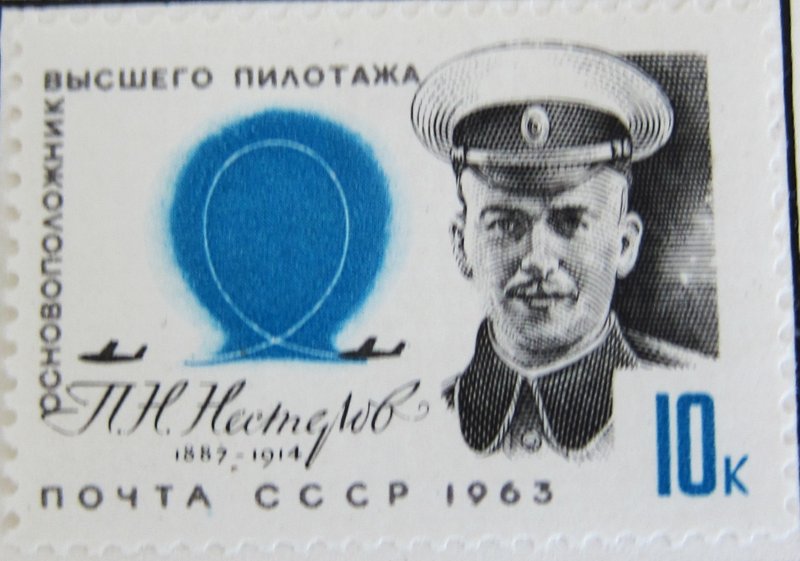 ОСНОВОПОЛОЖНИК
ВЫСШЕГО ПИЛОТАЖА
П. Н. Нестеров
1887-1914
ПОЧТА СССР 1963
10к